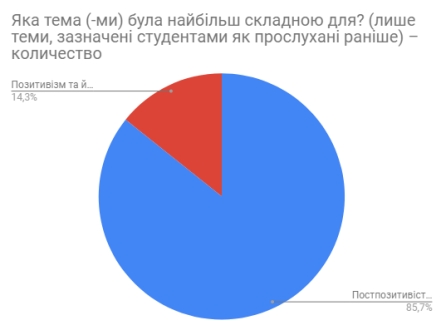 Яка тема (-ми) була найбільш складною для? (лише
теми, зазначені студентами як прослухані раніше) –
количество
Позитивізм та й…
14,3%
Постпозитивіст…
85,7%